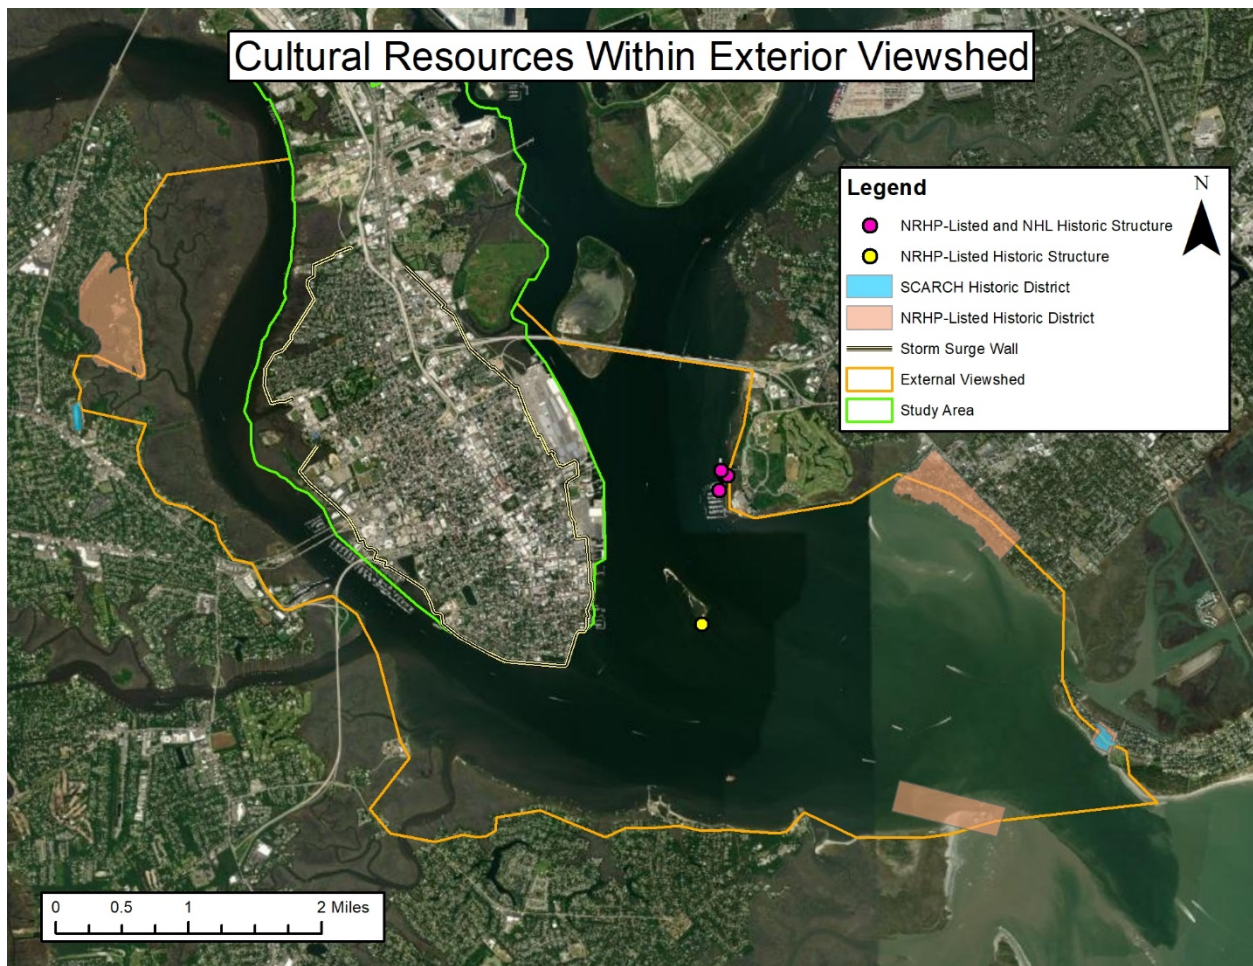 Cultural Resources Within Exterior Viewshed
Legend
N
NRHP-Listed and NHL Historic Structure
NRHP-Listed Historic Structure
SCARCH Historic District
NRHP-Listed Historic District
Storm Surge Wall
External Viewshed
Study Area
0 0.5 1 2 Miles